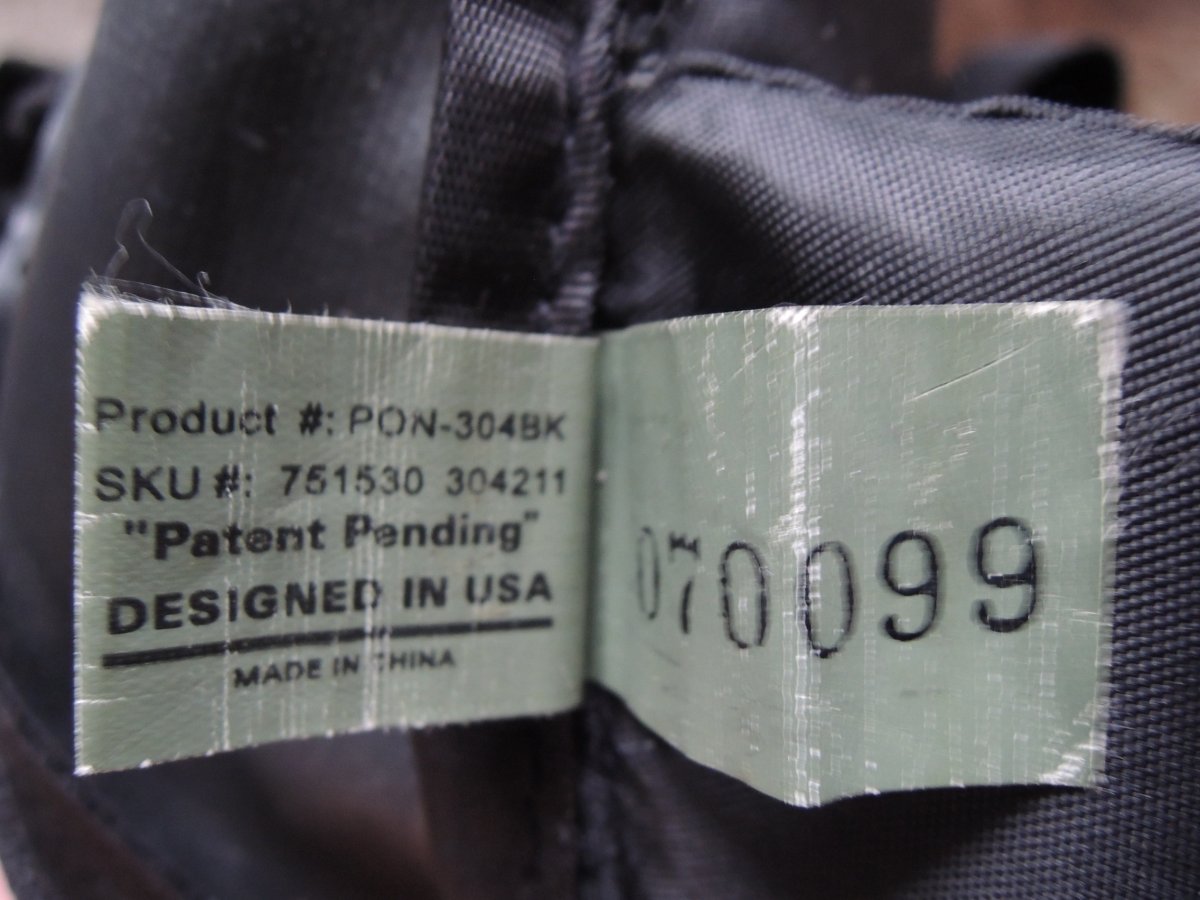 Product #: PON-304BK
SKU #: 751530 304211
"Patent Pending"
DESIGNED IN USA
MADE IN CHINA
070099